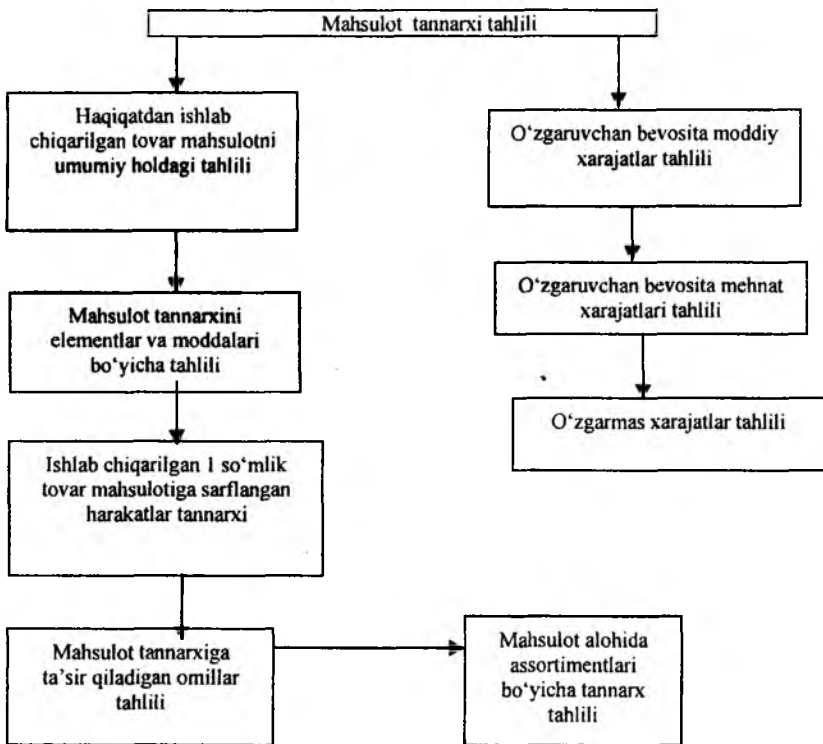 Mahsulot tannarxi tahlili
Haqiqatdan ishlab
chiqarilgan tovar mahsulotni
umumiy holdagi tahlili
O‘zgaruvchan bevosita moddiy
xarajatlar tahlili
Mahsulot tannarxini
elementlar va moddalari
bo‘yicha tahlili
O‘zgaruvchan bevosita mehnat
xarajatlari tahlili
O‘zgarmas xarajatlar tahlili
Ishlab chiqarilgan 1 so‘mlik
tovar mahsulotiga sarflangan
harakatlar tannarxi
Mahsulot tannarxiga
ta’sir qiladigan omillar
tahlili
Mahsulot alohida
assortimentlari
bo‘yicha tannarx
tahlili